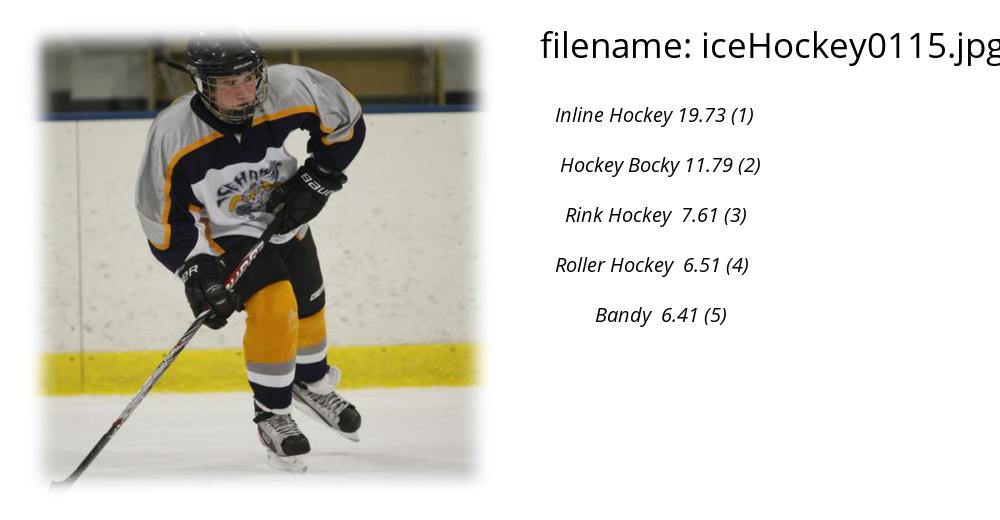 filename: iceHockey0115.jpg
Inline Hockey 19.73 (1)
Hockey Bocky 11.79 (2)
Rink Hockey 7.61 (3)
Roller Hockey 6.51 (4)
Bandy 6.41 (5)
BAUER